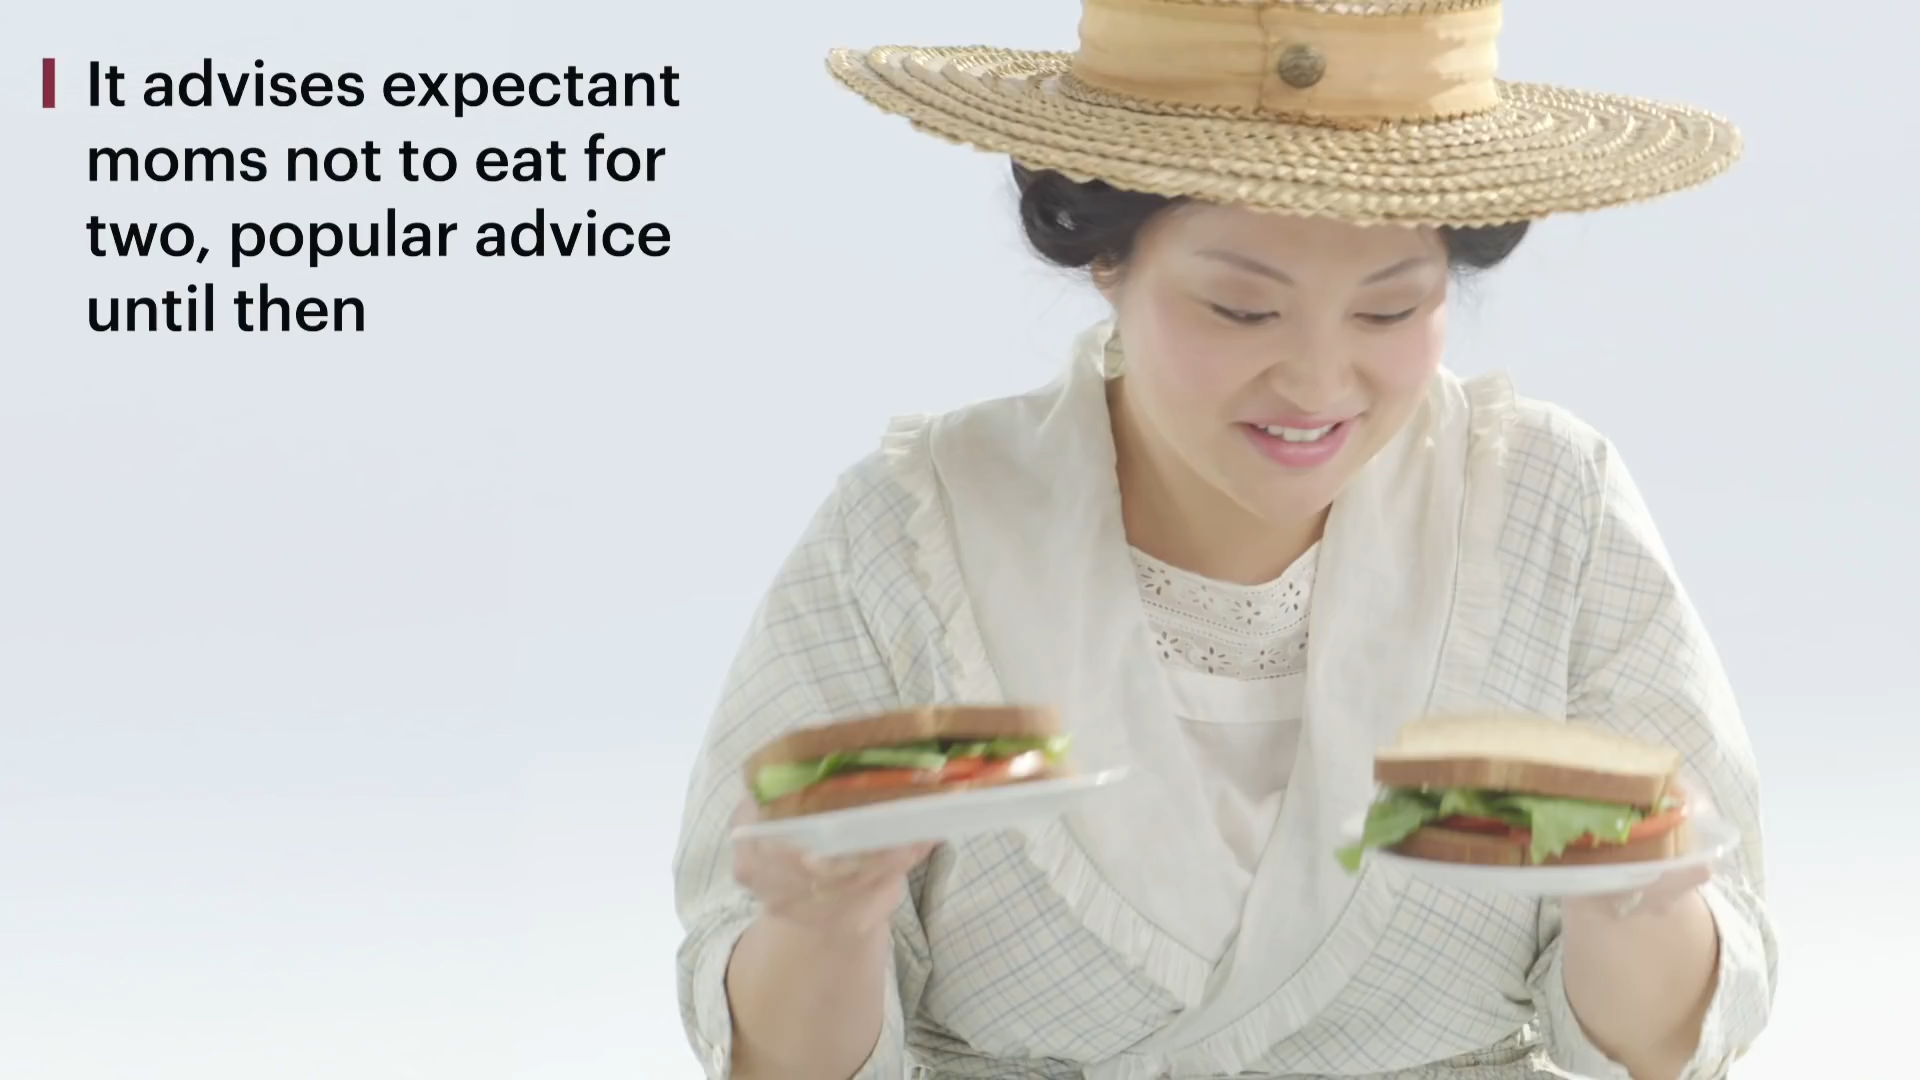 It advises expectant
moms not to eat for
two, popular advice
until then